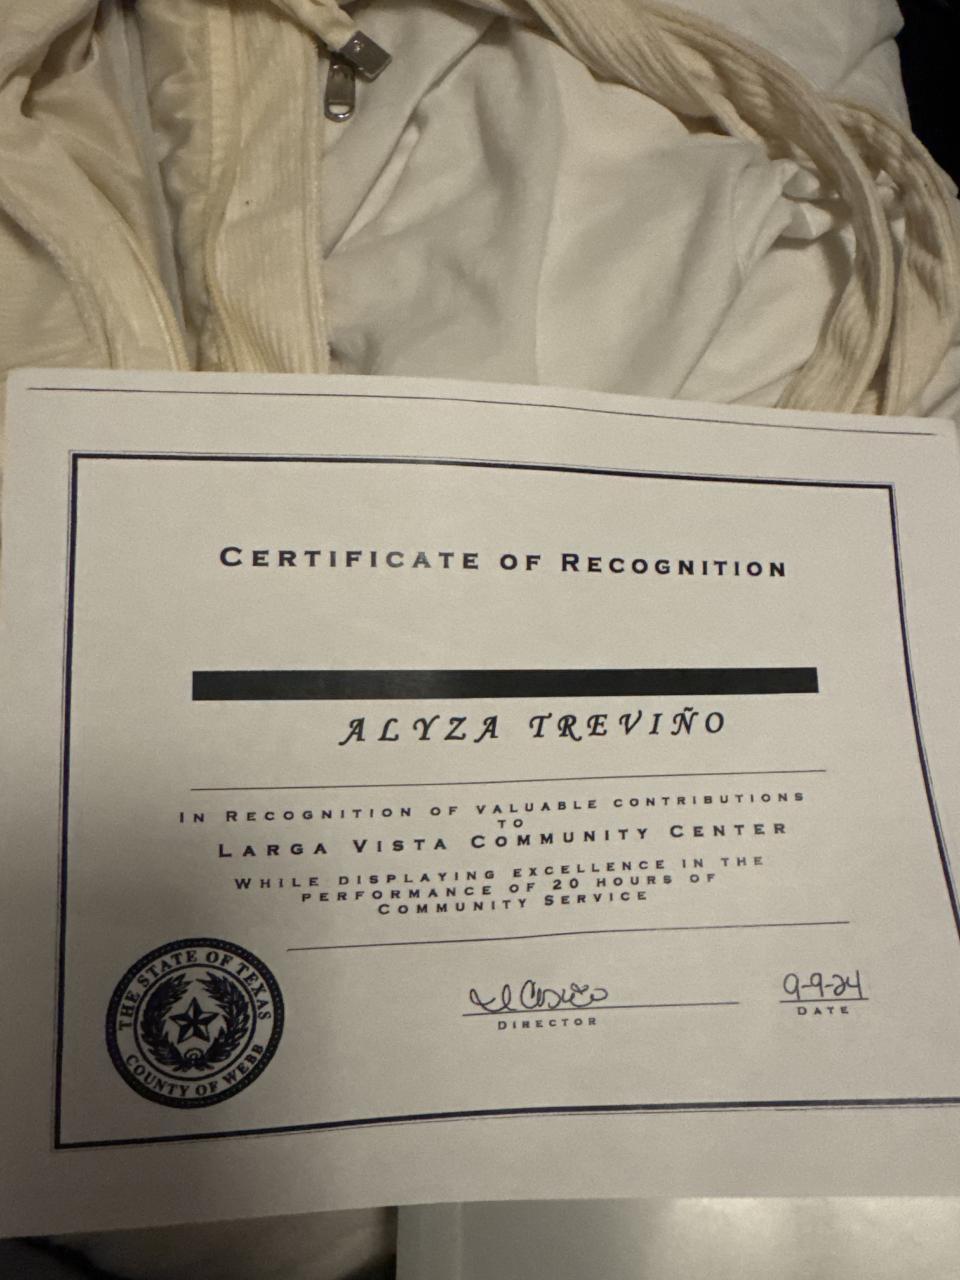 CERTIFICATE OF RECOGNITION
ALYZA TREVIÑO
IN RECOGNITION OF VALUABLE CONTRIBUTIONS
TO
LARGA VISTA COMMUNITY CENTER
WHILE DISPLAYING EXCELLENCE IN THE
PERFORMANCE OF 20 HOURS OF
COMMUNITY SERVICE
THE STATE OF TEXAS
COUNTY OF WEBB
9-9-24
DIRECTOR
DATE